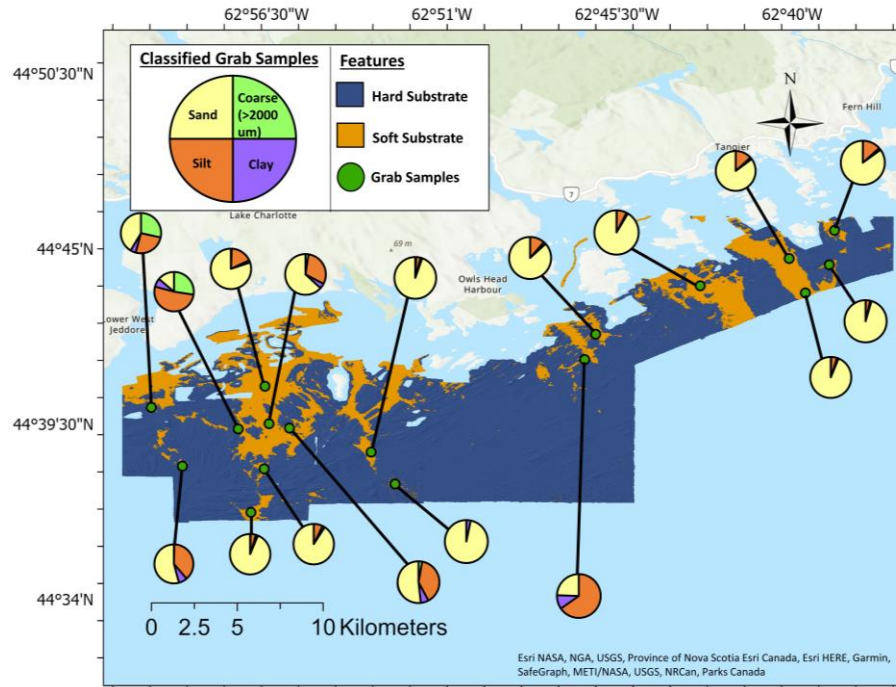 62°56.5'W 62°51'W 62°45.5'W 62°40'W
44°50'30"N
44°45'N
44°39'30"N
44°34'N
Classified Grab Samples
Sand
Coarse
(>2000
um)
Silt
Clay
Features
Hard Substrate
Soft Substrate
Grab Samples
N
Fern Hill
Tangier
7
Lake Charlotte
69 m
Owls Head
Harbour
Lower West
Jeddore
0 2.5 5 10 Kilometers
Esri NASA, NGA, USGS, Province of Nova Scotia Esri Canada, Esri HERE, Garmin,
SafeGraph, METI/NASA, USGS, NRCan, Parks Canada